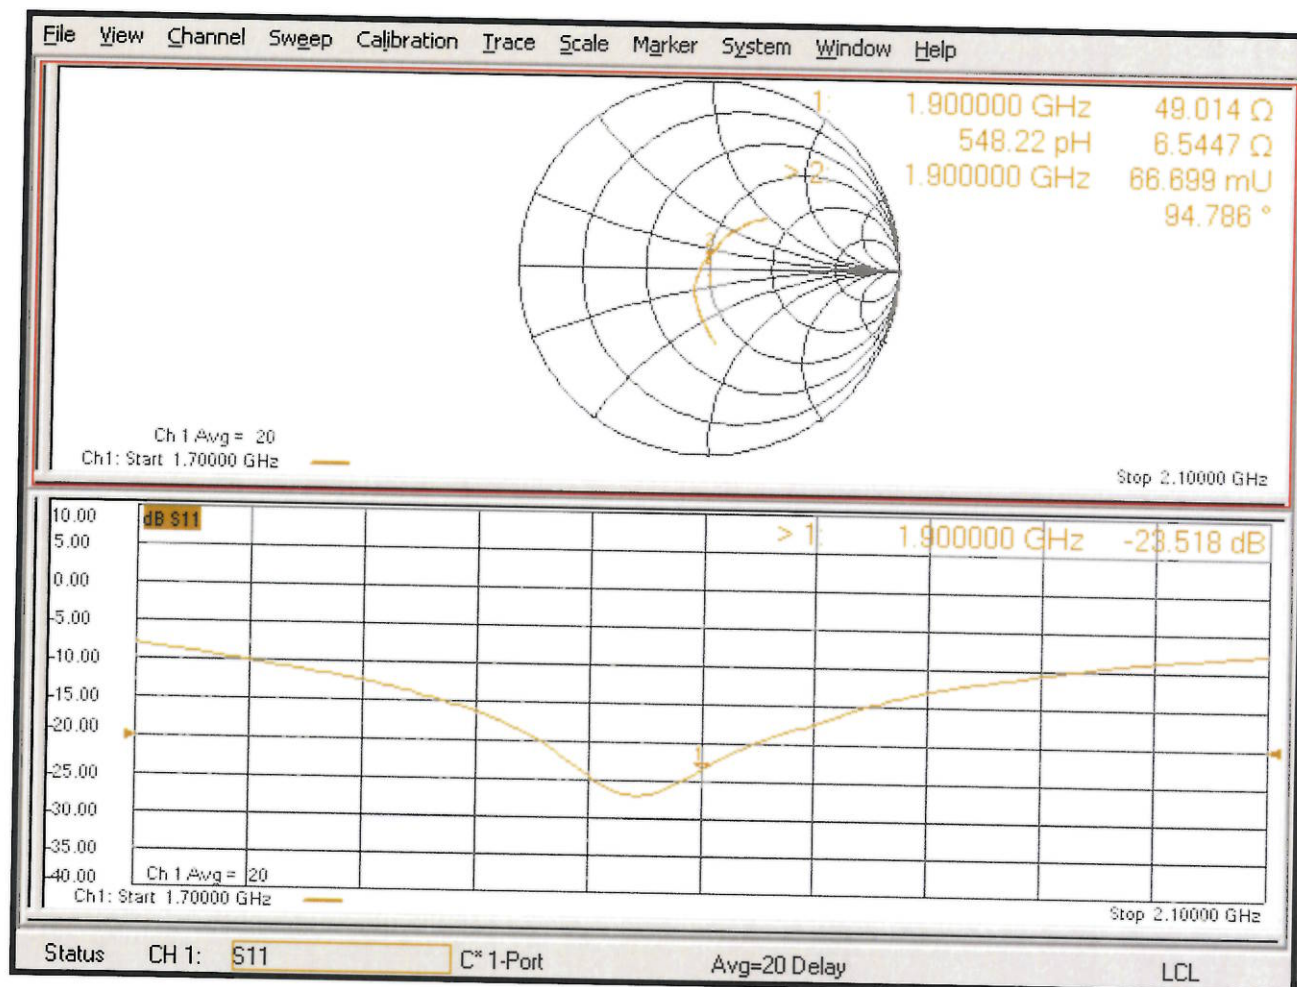 File View Channel Sweep Calibration Trace Scale Marker System Window Help
1: 1.900000 GHz 49.014 Ω
548.22 pH 6.5447 Ω
> 2: 1.900000 GHz 66.699 mU
94.786 °
Ch 1 Avg = 20
Ch1: Start 1.70000 GHz
Stop 2.10000 GHz
10.00
dB S11
> 1: 1.900000 GHz -23.518 dB
5.00
0.00
-5.00
-10.00
-15.00
-20.00
1
-25.00
-30.00
-35.00
-40.00
Ch 1 Avg = 20
Ch1: Start 1.70000 GHz
Stop 2.10000 GHz
Status CH 1: S11 C* 1-Port Avg=20 Delay LCL